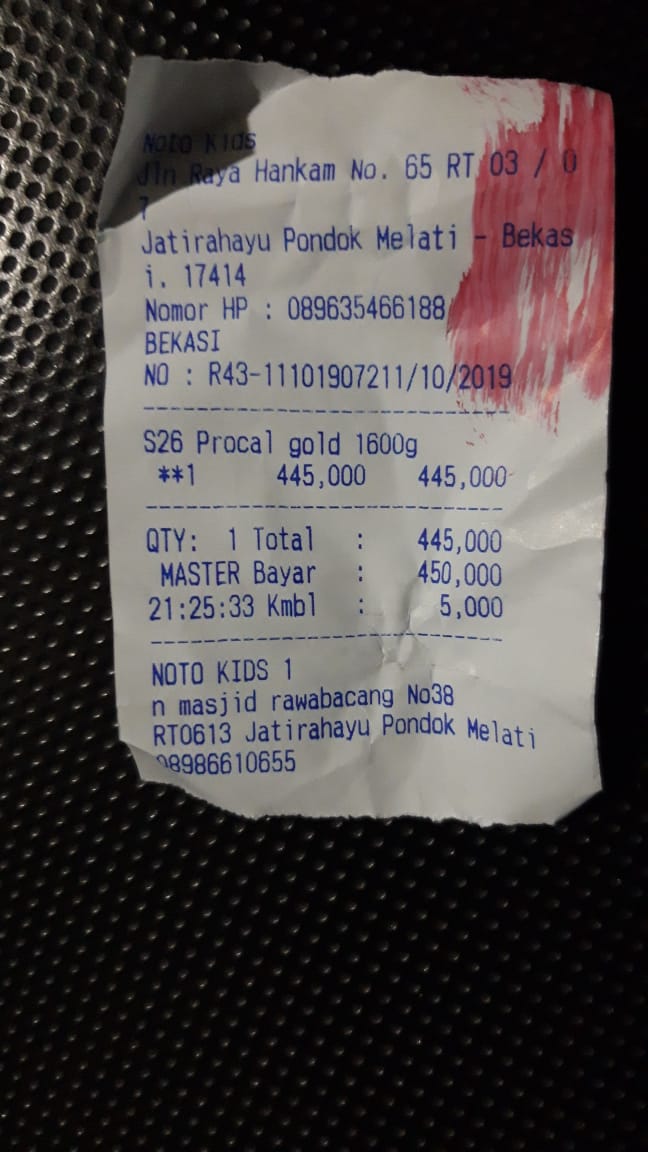 Noto Kids
Jln Raya Hankam No. 65 RT 03 / 0
7
Jatirahayu Pondok Melati - Bekas
i. 17414
Nomor HP : 089635466188
BEKASI
NO : R43-11101907211/10/2019
--------------------------------
S26 Procal gold 1600g
**1 445,000 445,000
--------------------------------
QTY: 1 Total : 445,000
MASTER Bayar : 450,000
21:25:33 Kmbl : 5,000
--------------------------------
NOTO KIDS 1
n masjid rawabacang No38
RT0613 Jatirahayu Pondok Melati
08986610655